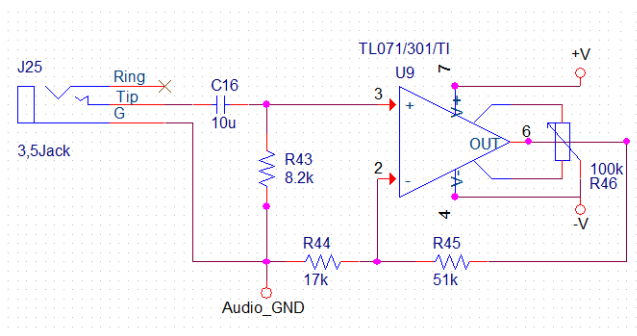 TL071/301/TI
U9
+V
J25
Ring
Tip
G
3,5Jack
C16
10u
3
+
7
V+
6
OUT
R43
8.2k
2
-
V-
4
100k
R46
-V
R44
17k
R45
51k
Audio_GND